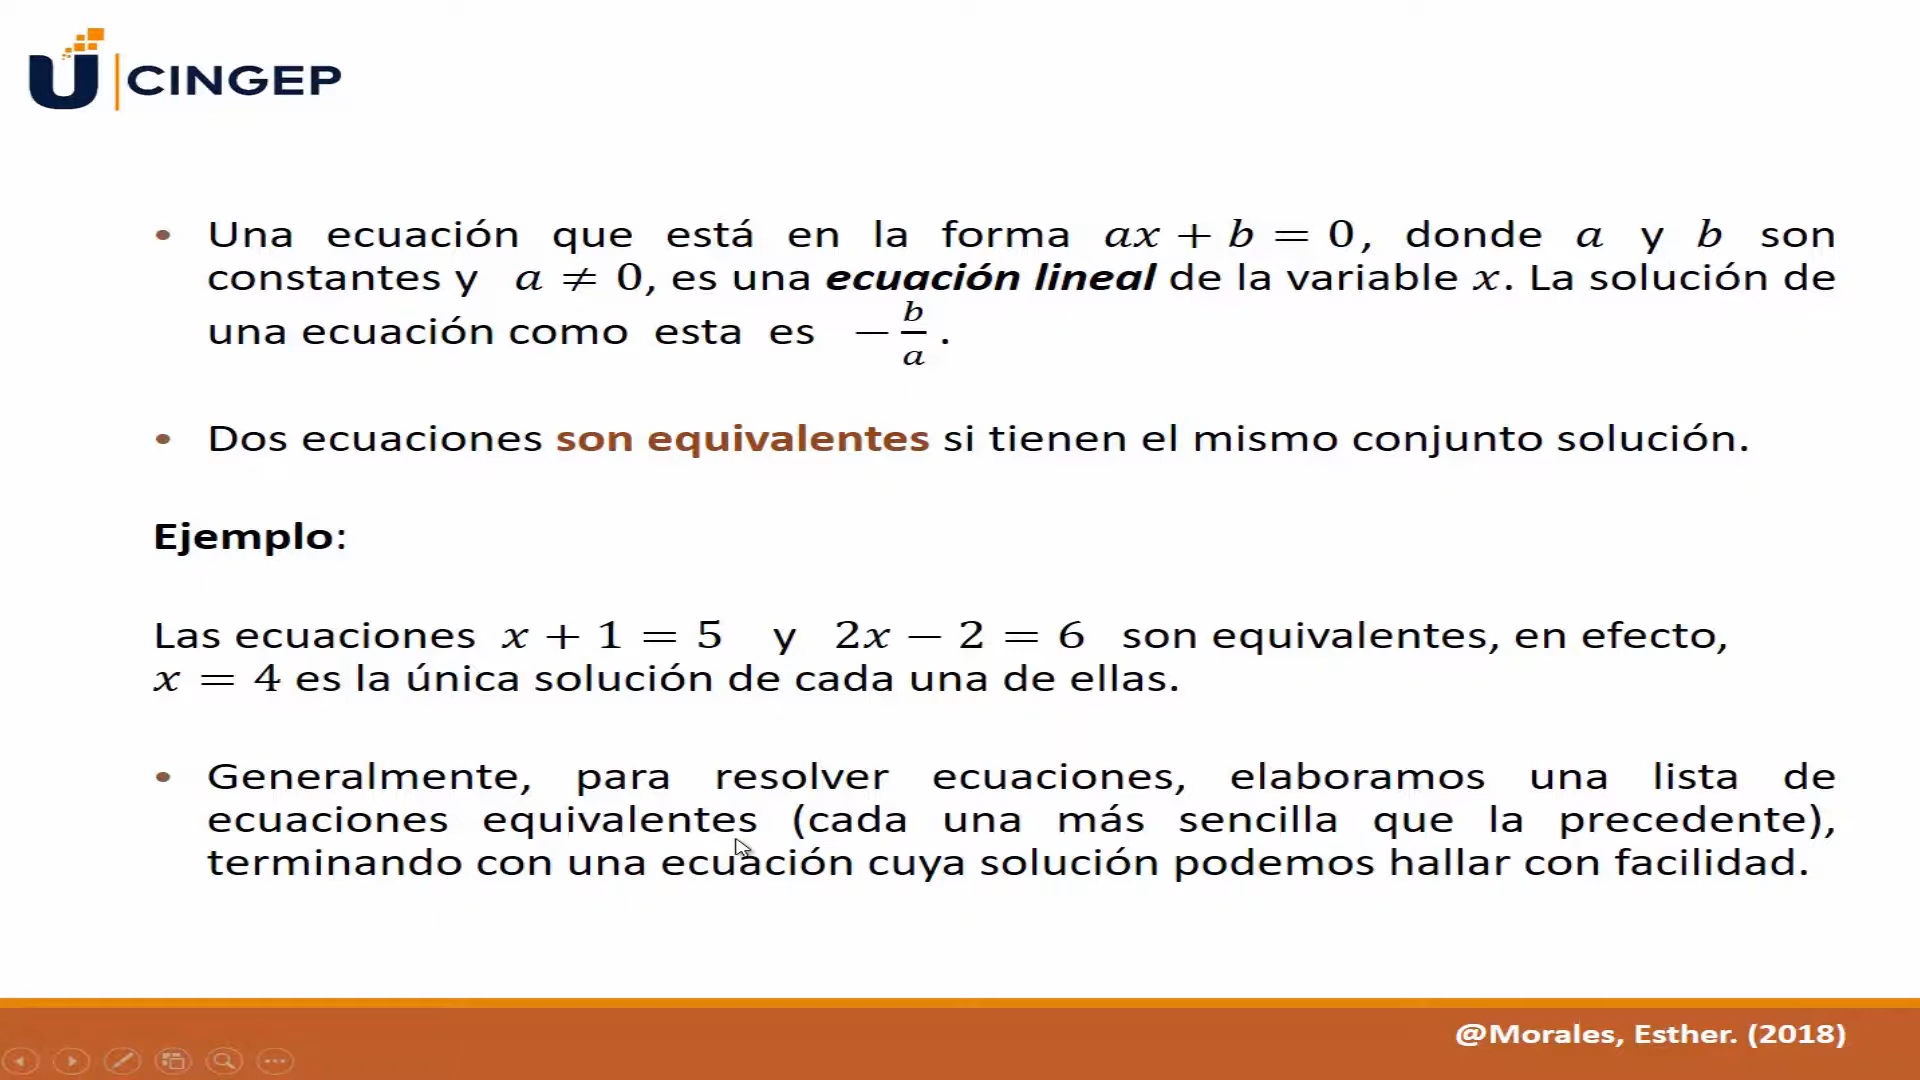 U CINGEP
• Una ecuación que está en la forma ax + b = 0, donde a y b son
constantes y a ≠ 0, es una ecuación lineal de la variable x. La solución de
una ecuación como esta es − b/a .
• Dos ecuaciones son equivalentes si tienen el mismo conjunto solución.
Ejemplo:
Las ecuaciones x + 1 = 5 y 2x − 2 = 6 son equivalentes, en efecto,
x = 4 es la única solución de cada una de ellas.
• Generalmente, para resolver ecuaciones, elaboramos una lista de
ecuaciones equivalentes (cada una más sencilla que la precedente),
terminando con una ecuación cuya solución podemos hallar con facilidad.
@Morales, Esther. (2018)